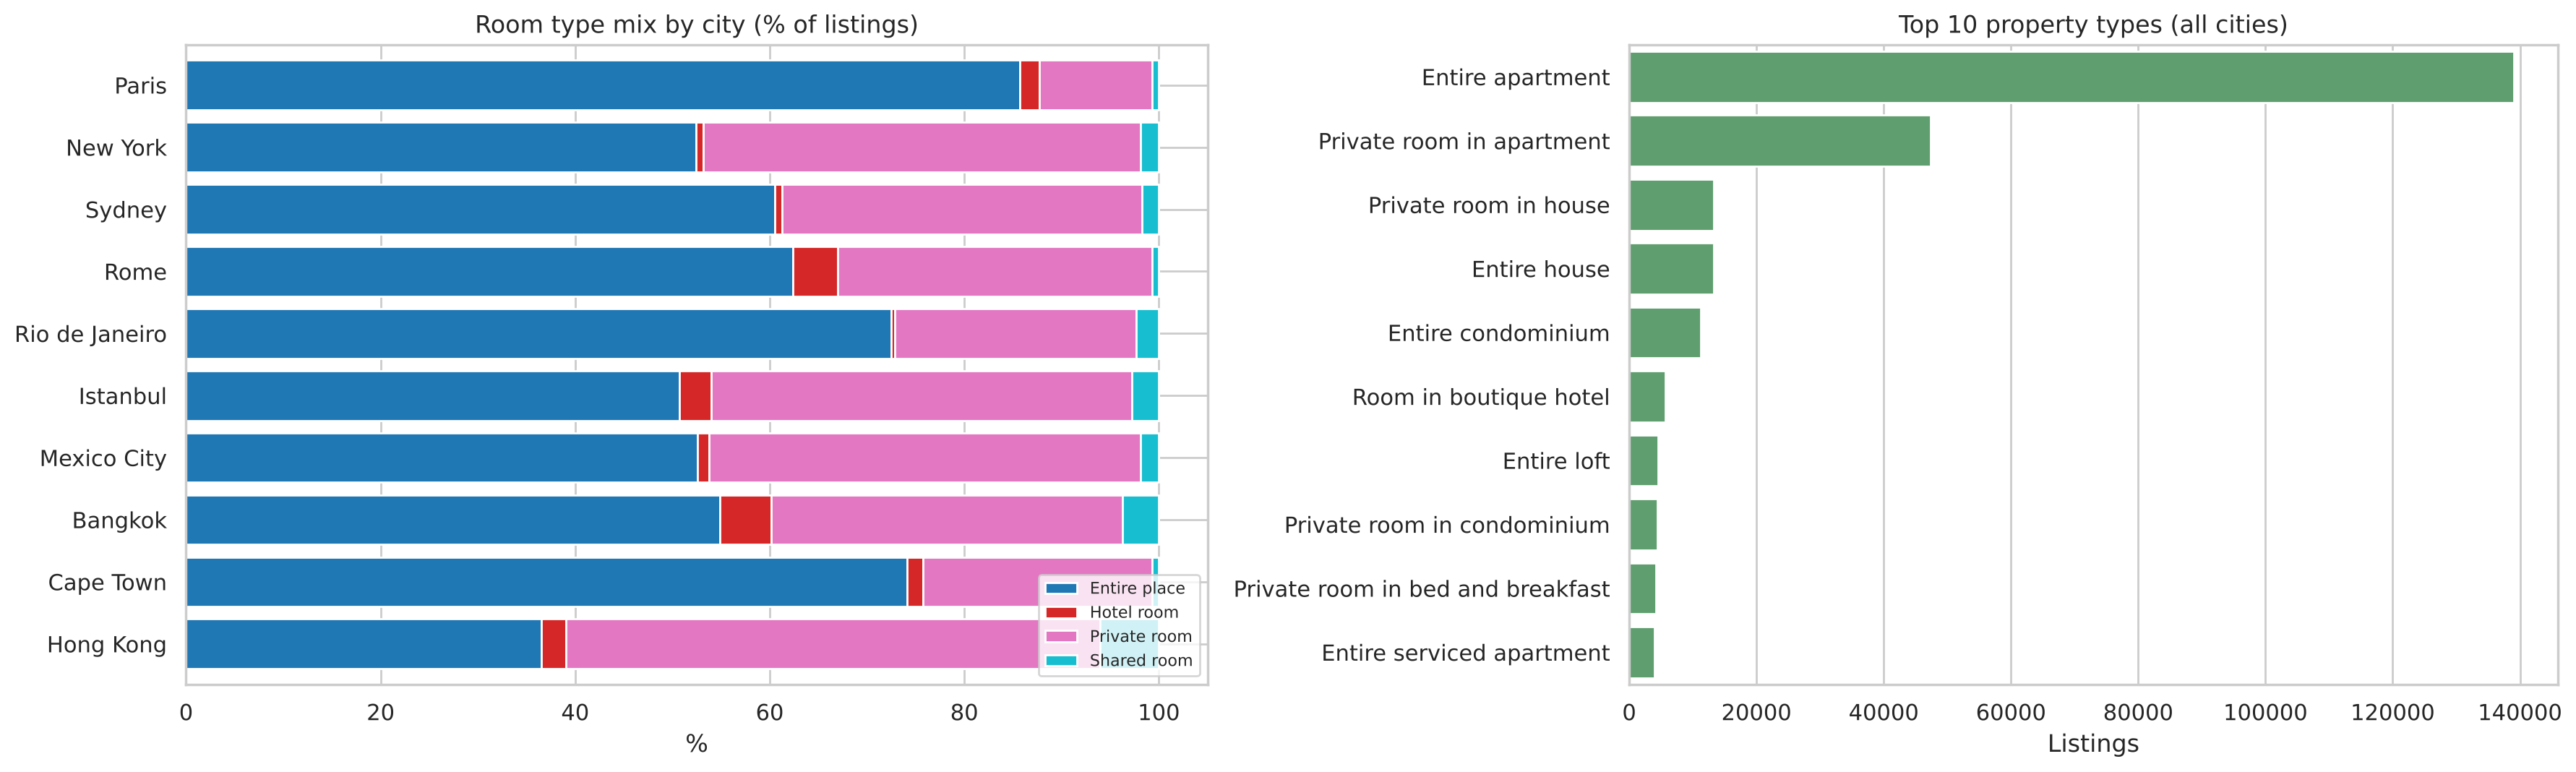 Room type mix by city (% of listings)
Paris
New York
Sydney
Rome
Rio de Janeiro
Istanbul
Mexico City
Bangkok
Cape Town
Hong Kong
Entire place
Hotel room
Private room
Shared room
0 20 40 60 80 100
%
Top 10 property types (all cities)
Entire apartment
Private room in apartment
Private room in house
Entire house
Entire condominium
Room in boutique hotel
Entire loft
Private room in condominium
Private room in bed and breakfast
Entire serviced apartment
0 20000 40000 60000 80000 100000 120000 140000
Listings